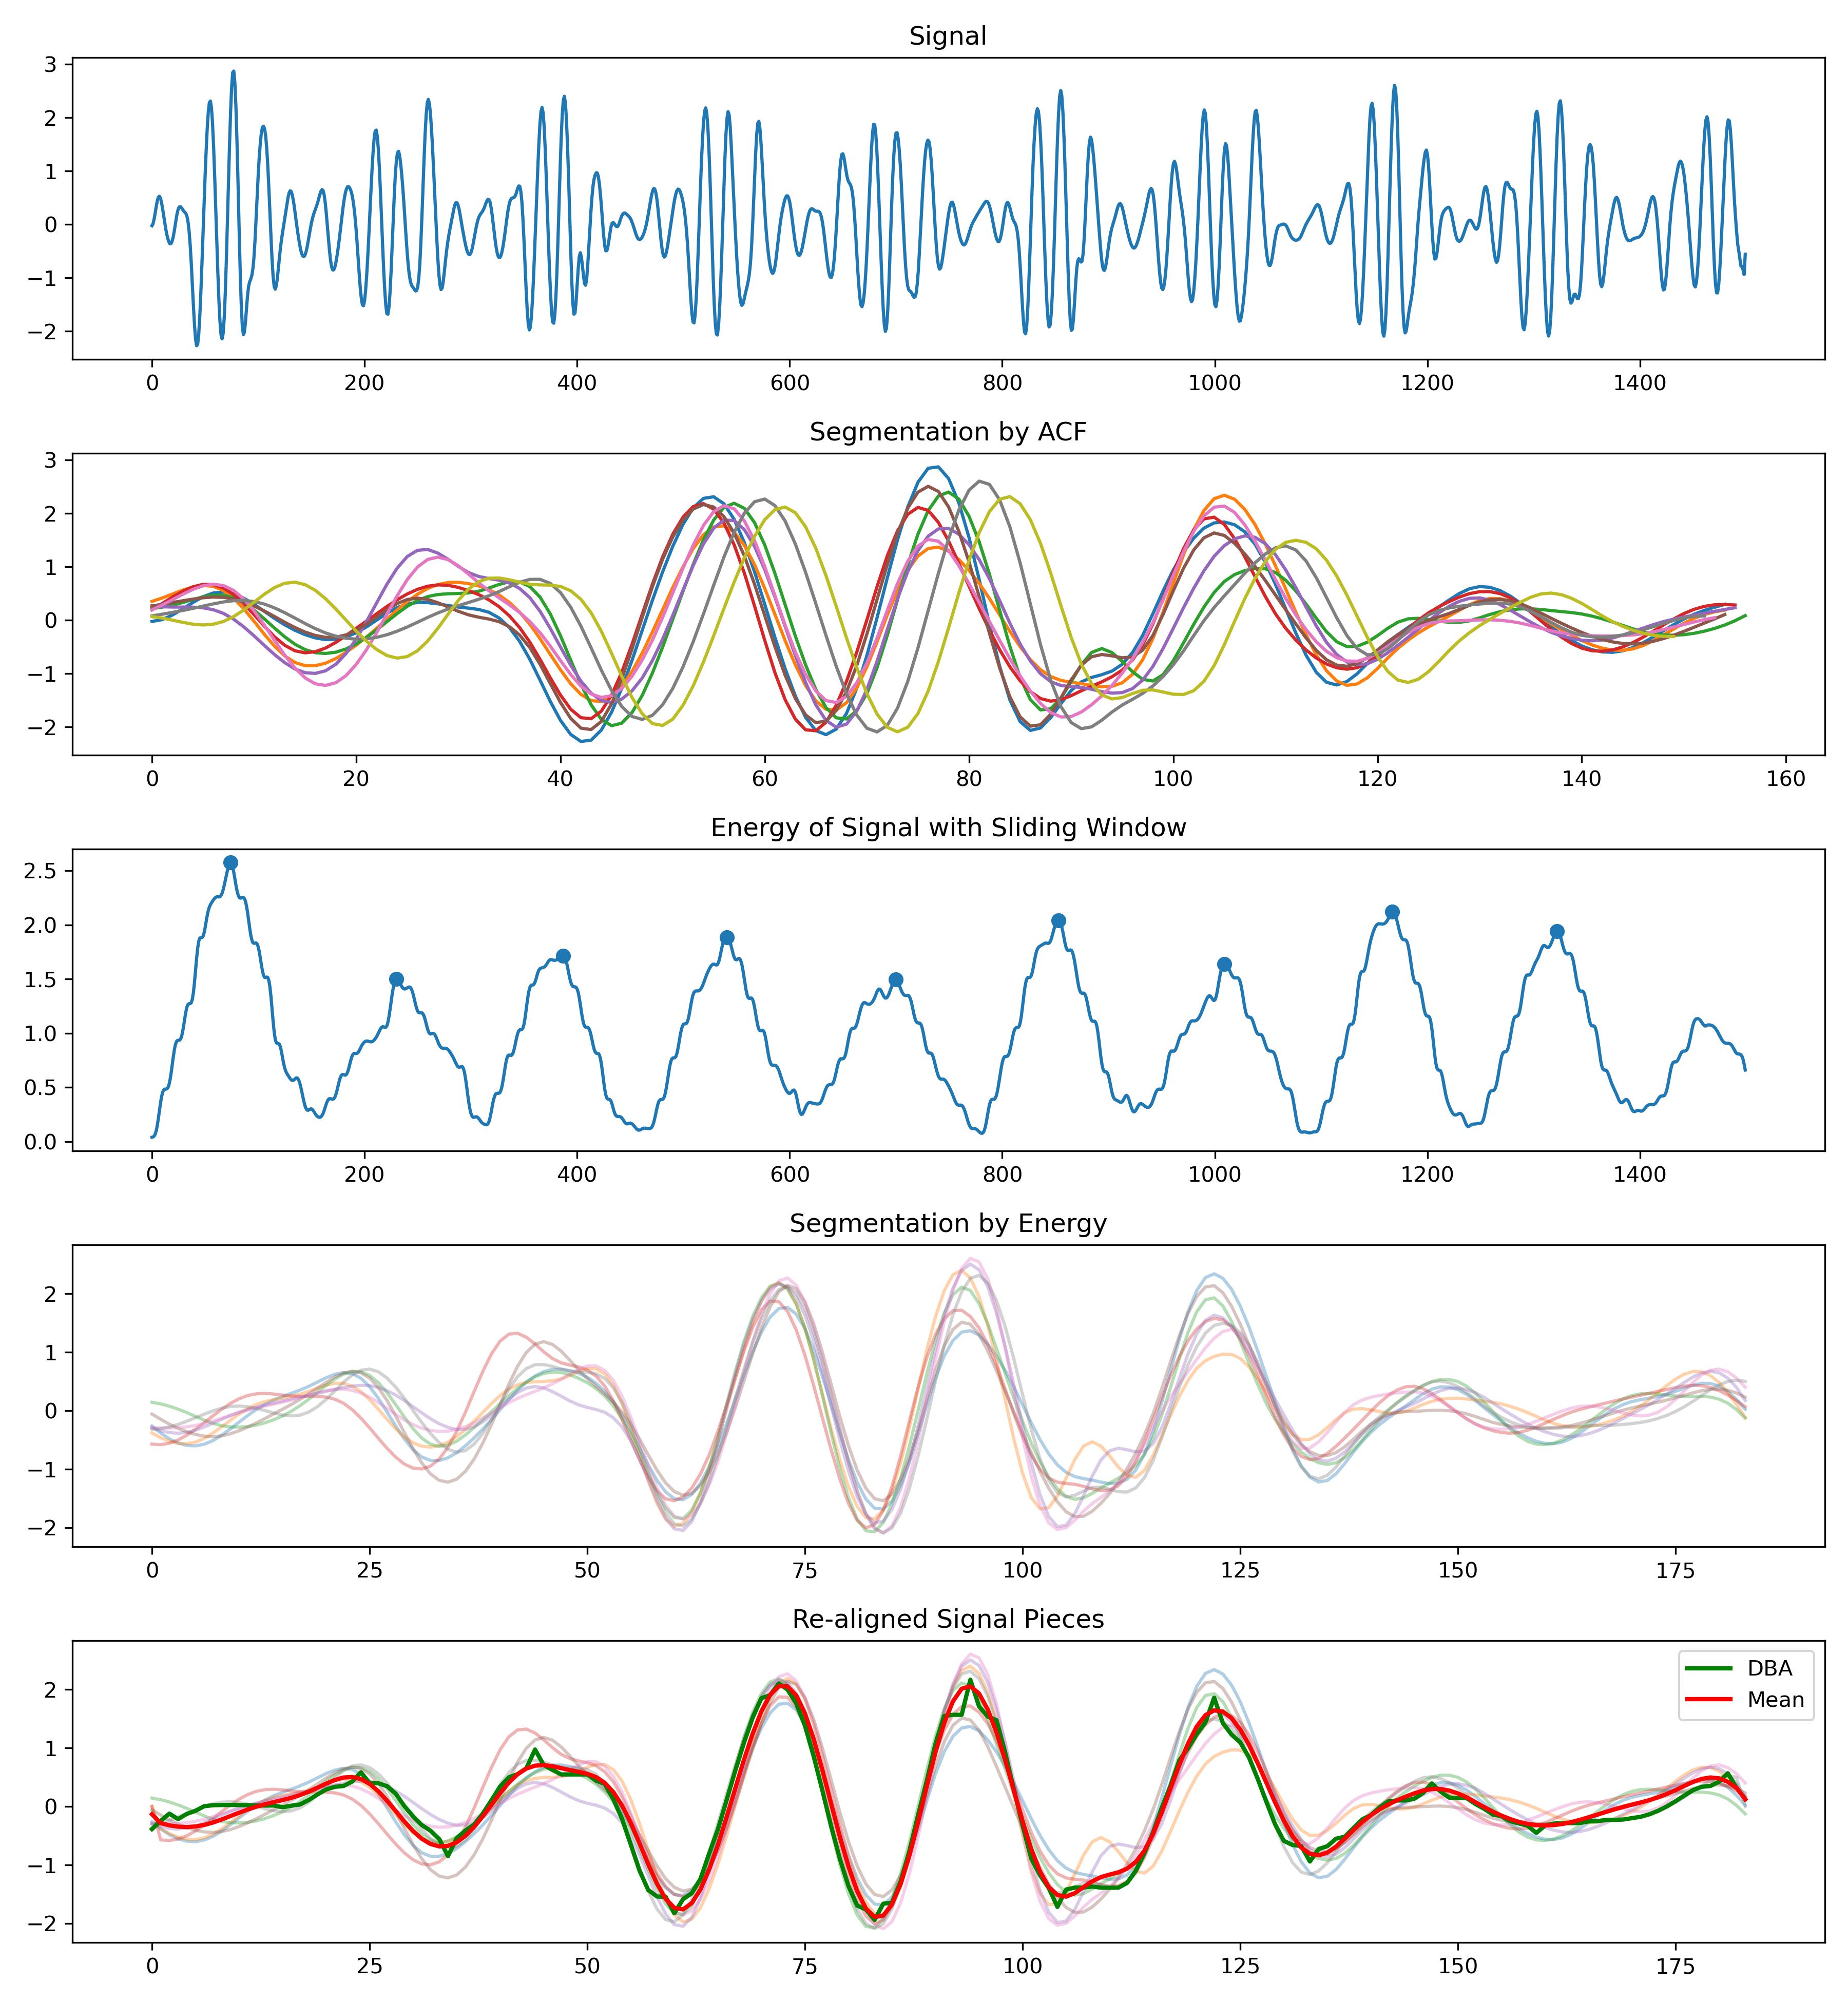 Signal
3
2
1
0
−1
−2
0 200 400 600 800 1000 1200 1400
Segmentation by ACF
3
2
1
0
−1
−2
0 20 40 60 80 100 120 140 160
Energy of Signal with Sliding Window
2.5
2.0
1.5
1.0
0.5
0.0
0 200 400 600 800 1000 1200 1400
Segmentation by Energy
2
1
0
−1
−2
0 25 50 75 100 125 150 175
Re-aligned Signal Pieces
DBA
Mean
2
1
0
−1
−2
0 25 50 75 100 125 150 175